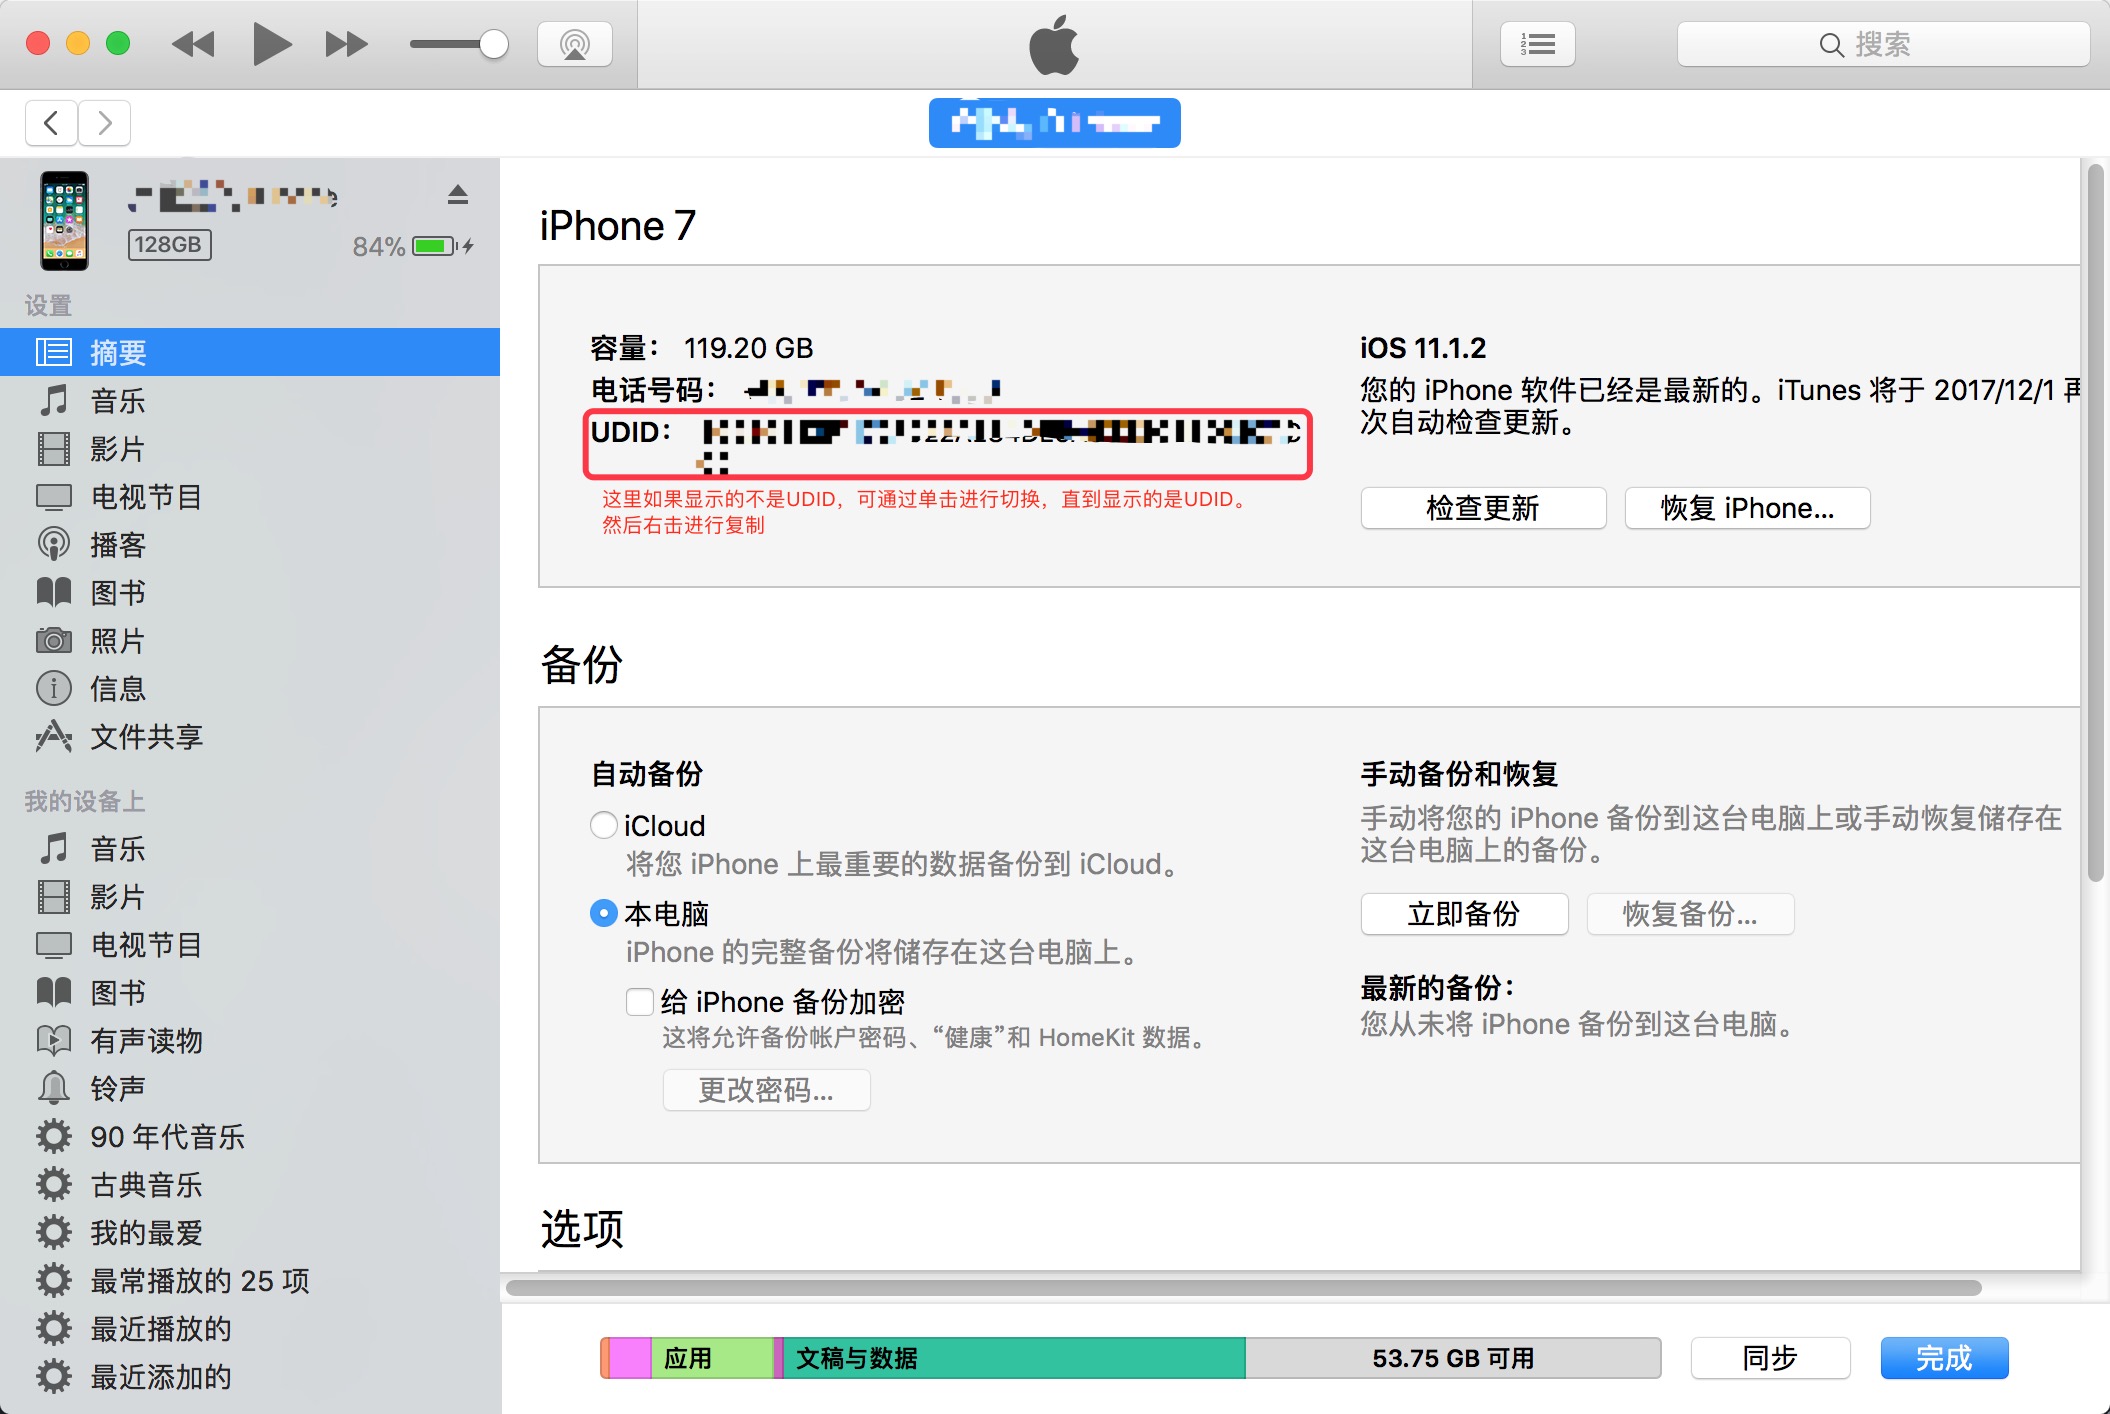 搜索
128GB
84%
设置
摘要
音乐
影片
电视节目
播客
图书
照片
信息
文件共享
我的设备上
音乐
影片
电视节目
图书
有声读物
铃声
90 年代音乐
古典音乐
我的最爱
最常播放的 25 项
最近播放的
最近添加的
iPhone 7
容量： 119.20 GB
电话号码：
UDID：
这里如果显示的不是UDID，可通过单击进行切换，直到显示的是UDID。
然后右击进行复制
iOS 11.1.2
您的 iPhone 软件已经是最新的。iTunes 将于 2017/12/1 再
次自动检查更新。
检查更新
恢复 iPhone...
备份
自动备份
iCloud
将您 iPhone 上最重要的数据备份到 iCloud。
本电脑
iPhone 的完整备份将储存在这台电脑上。
给 iPhone 备份加密
这将允许备份帐户密码、“健康”和 HomeKit 数据。
更改密码...
手动备份和恢复
手动将您的 iPhone 备份到这台电脑上或手动恢复储存在
这台电脑上的备份。
立即备份
恢复备份...
最新的备份：
您从未将 iPhone 备份到这台电脑。
选项
应用
文稿与数据
53.75 GB 可用
同步
完成